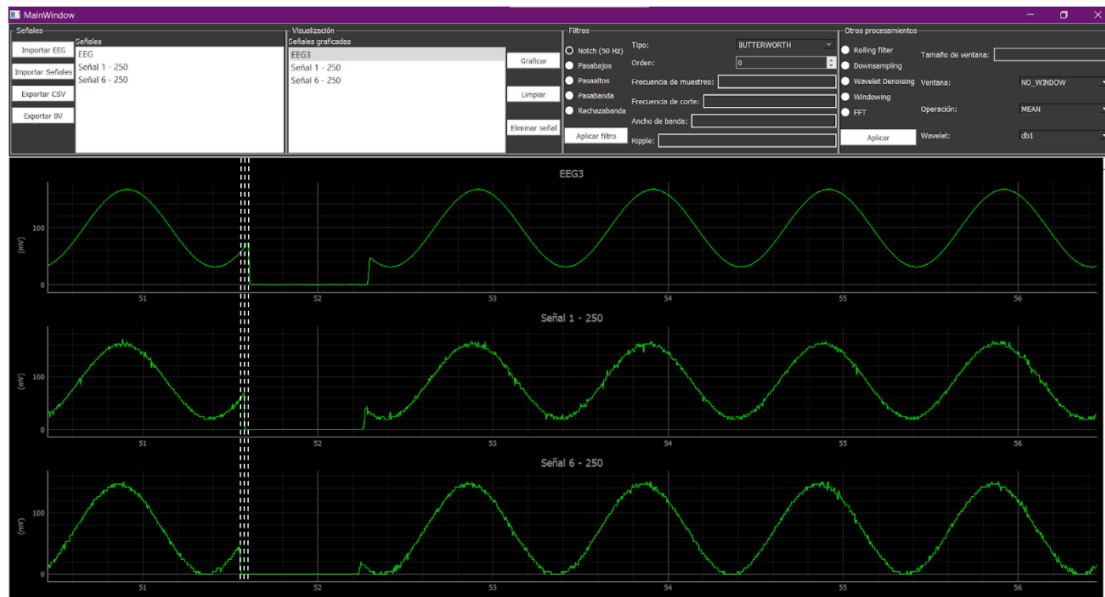 MainWindow
Señales
Importar EEG
Importar Señales
Exportar CSV
Exportar BV
Señales
EEG
Señal 1 - 250
Señal 6 - 250
Visualización
Señales graficadas
EEG3
Señal 1 - 250
Señal 6 - 250
Graficar
Limpiar
Eliminar señal
Filtros
Notch (50 Hz)
Pasabajos
Pasaaltos
Pasabanda
Rechazabanda
Aplicar filtro
Tipo: BUTTERWORTH
Orden: 0
Frecuencia de muestreo:
Frecuencia de corte:
Ancho de banda:
Ripple:
Otros procesamientos
Rolling filter
Downsampling
Wavelet Denoising
Windowing
FFT
Aplicar
Tamaño de ventana:
Ventana: NO_WINDOW
Operación: MEAN
Wavelet: db1
EEG3
(mV)
100
0
51 52 53 54 55 56
Señal 1 - 250
(mV)
100
0
51 52 53 54 55 56
Señal 6 - 250
(mV)
100
0
51 52 53 54 55 56